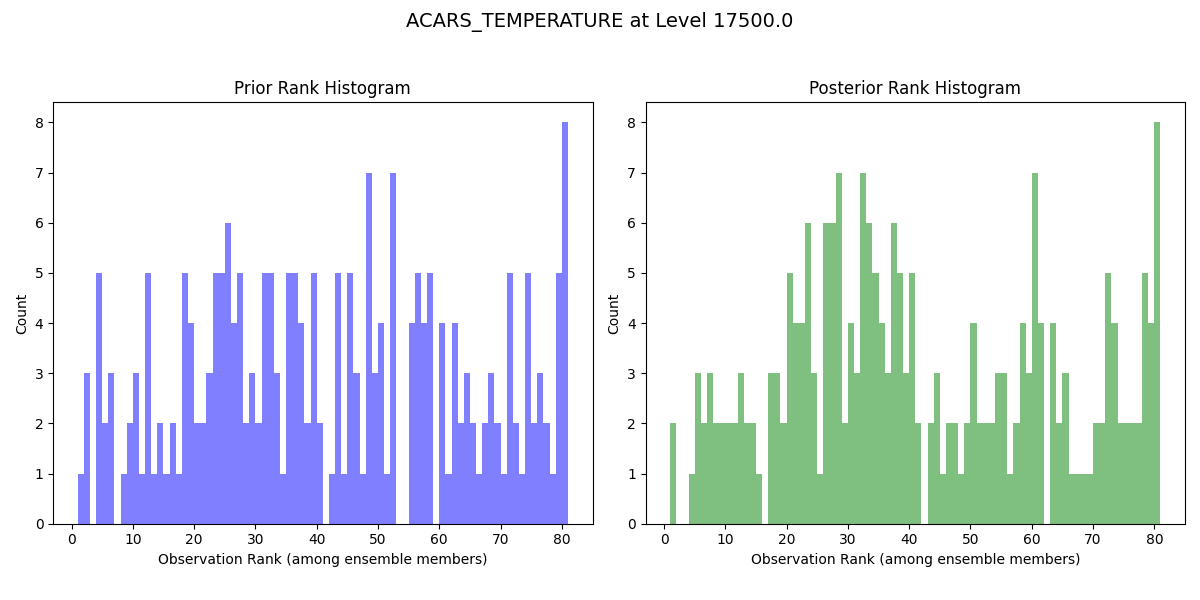 ACARS_TEMPERATURE at Level 17500.0
Prior Rank Histogram
Count
8
7
6
5
4
3
2
1
0
0 10 20 30 40 50 60 70 80
Observation Rank (among ensemble members)
Posterior Rank Histogram
Count
8
7
6
5
4
3
2
1
0
0 10 20 30 40 50 60 70 80
Observation Rank (among ensemble members)